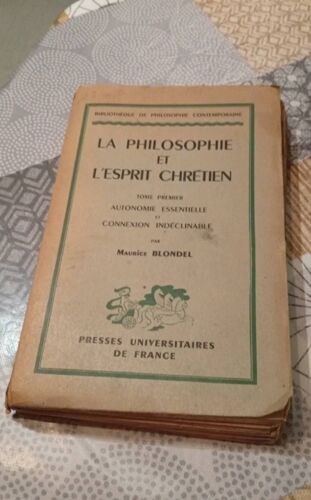 BIBLIOTHÈQUE DE PHILOSOPHIE CONTEMPORAINE
LA PHILOSOPHIE
ET
L'ESPRIT CHRÉTIEN
TOME PREMIER
AUTONOMIE ESSENTIELLE
ET
CONNEXION INDÉCLINABLE
PAR
MAURICE BLONDEL
PRESSES UNIVERSITAIRES
DE FRANCE